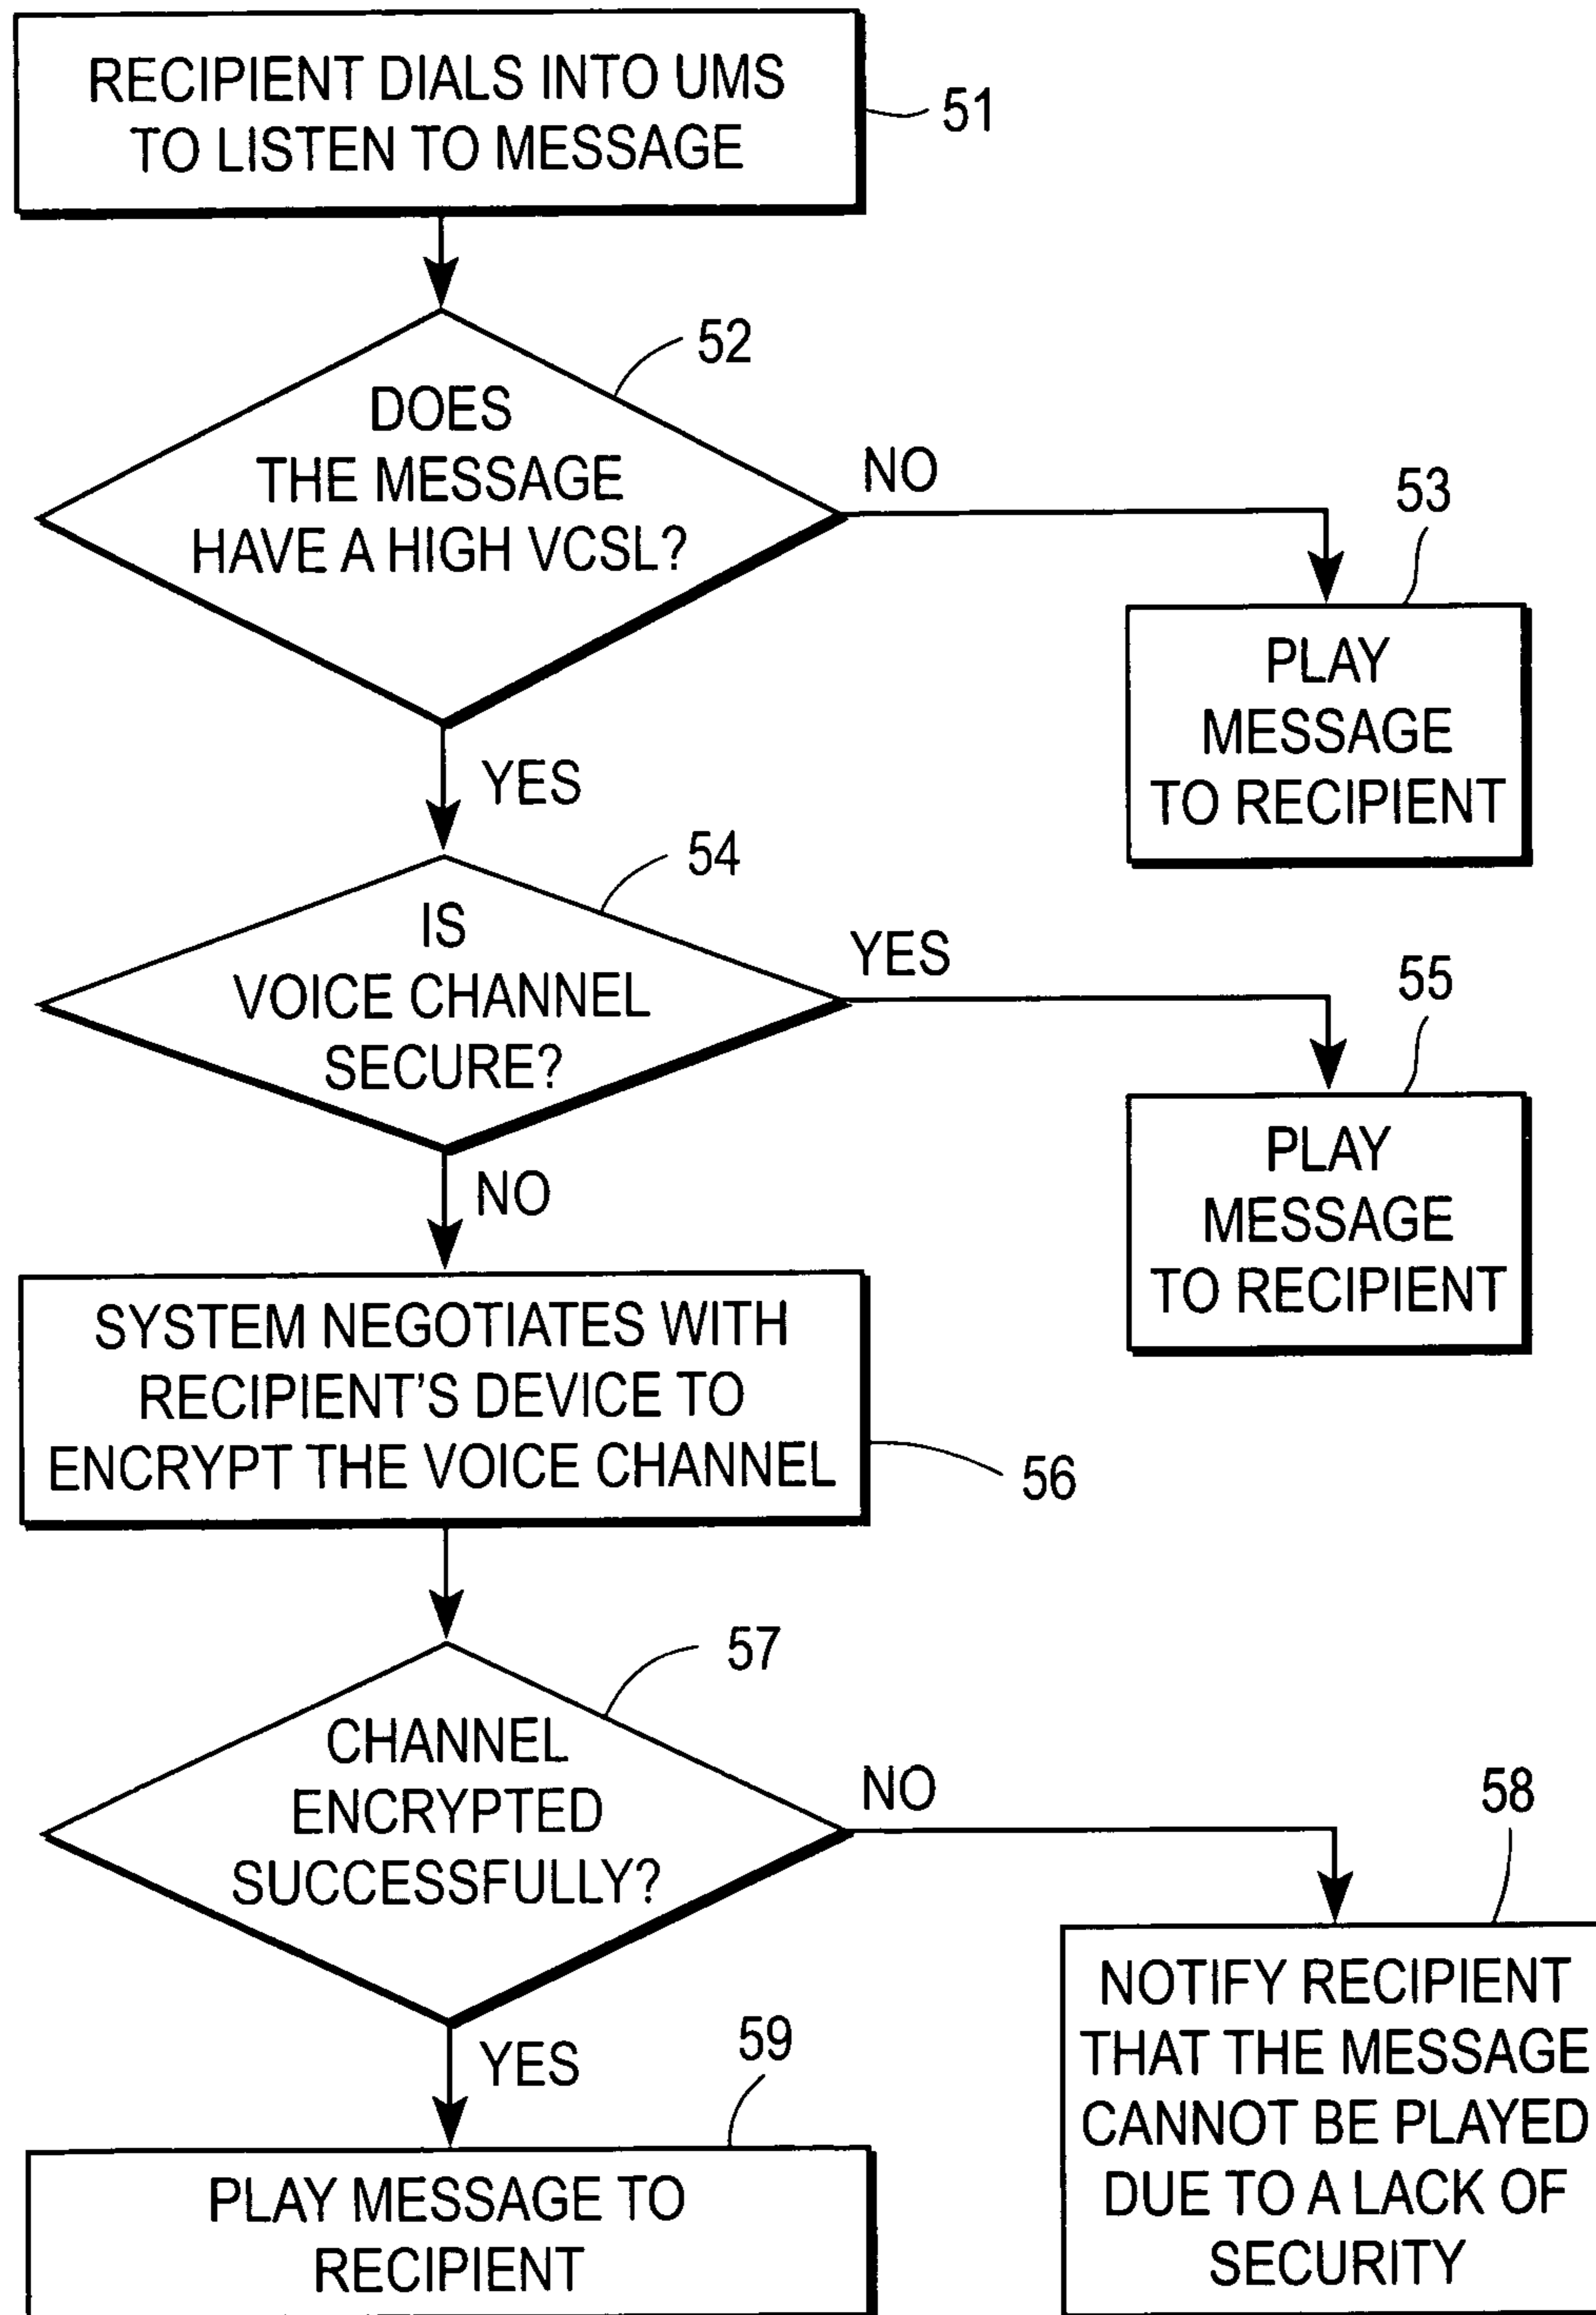 RECIPIENT DIALS INTO UMS
TO LISTEN TO MESSAGE
51
52
DOES
THE MESSAGE
HAVE A HIGH VCSL?
NO
53
PLAY
MESSAGE
TO RECIPIENT
YES
54
IS
VOICE CHANNEL
SECURE?
YES
55
PLAY
MESSAGE
TO RECIPIENT
NO
SYSTEM NEGOTIATES WITH
RECIPIENT'S DEVICE TO
ENCRYPT THE VOICE CHANNEL
56
57
CHANNEL
ENCRYPTED
SUCCESSFULLY?
NO
58
NOTIFY RECIPIENT
THAT THE MESSAGE
CANNOT BE PLAYED
DUE TO A LACK OF
SECURITY
YES
59
PLAY MESSAGE TO
RECIPIENT